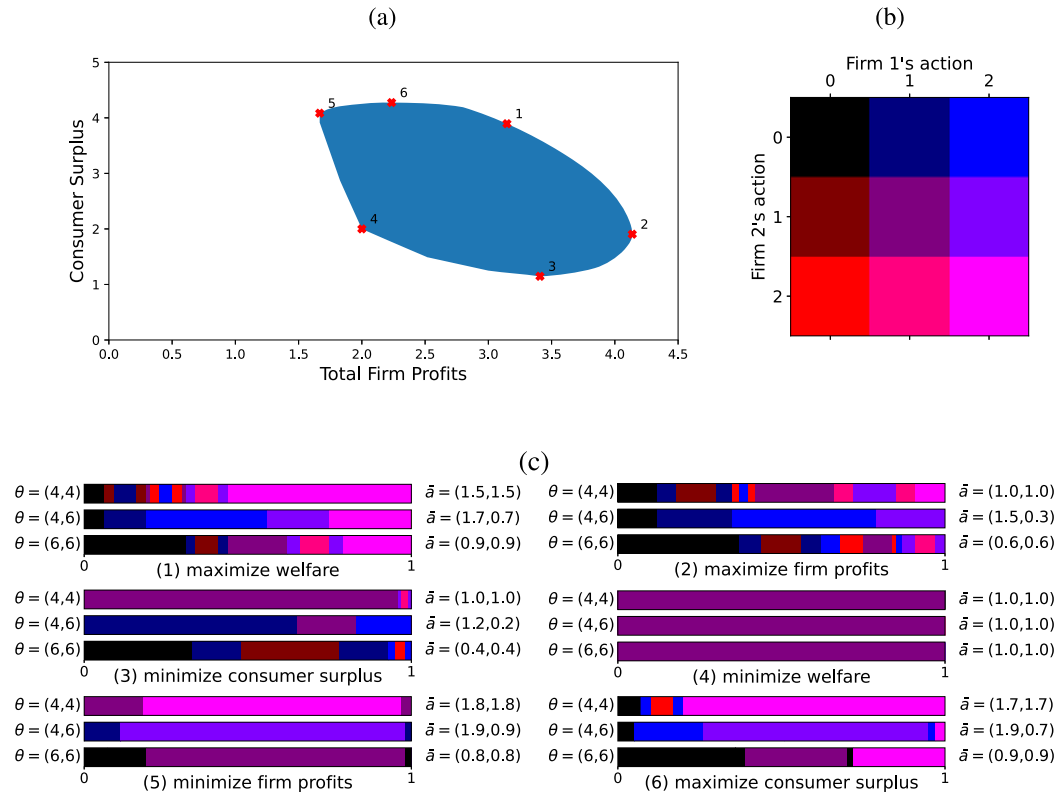 (a)
(b)
5
4
3
2
1
0
Consumer Surplus
5
6
1
4
2
3
0.0 0.5 1.0 1.5 2.0 2.5 3.0 3.5 4.0 4.5
Total Firm Profits
Firm 1's action
0 1 2
0
1
2
Firm 2's action
(c)
θ = (4,4) ā = (1.5,1.5)
θ = (4,6) ā = (1.7,0.7)
θ = (6,6) ā = (0.9,0.9)
0 1
(1) maximize welfare
θ = (4,4) ā = (1.0,1.0)
θ = (4,6) ā = (1.5,0.3)
θ = (6,6) ā = (0.6,0.6)
0 1
(2) maximize firm profits
θ = (4,4) ā = (1.0,1.0)
θ = (4,6) ā = (1.2,0.2)
θ = (6,6) ā = (0.4,0.4)
0 1
(3) minimize consumer surplus
θ = (4,4) ā = (1.0,1.0)
θ = (4,6) ā = (1.0,1.0)
θ = (6,6) ā = (1.0,1.0)
0 1
(4) minimize welfare
θ = (4,4) ā = (1.8,1.8)
θ = (4,6) ā = (1.9,0.9)
θ = (6,6) ā = (0.8,0.8)
0 1
(5) minimize firm profits
θ = (4,4) ā = (1.7,1.7)
θ = (4,6) ā = (1.9,0.7)
θ = (6,6) ā = (0.9,0.9)
0 1
(6) maximize consumer surplus